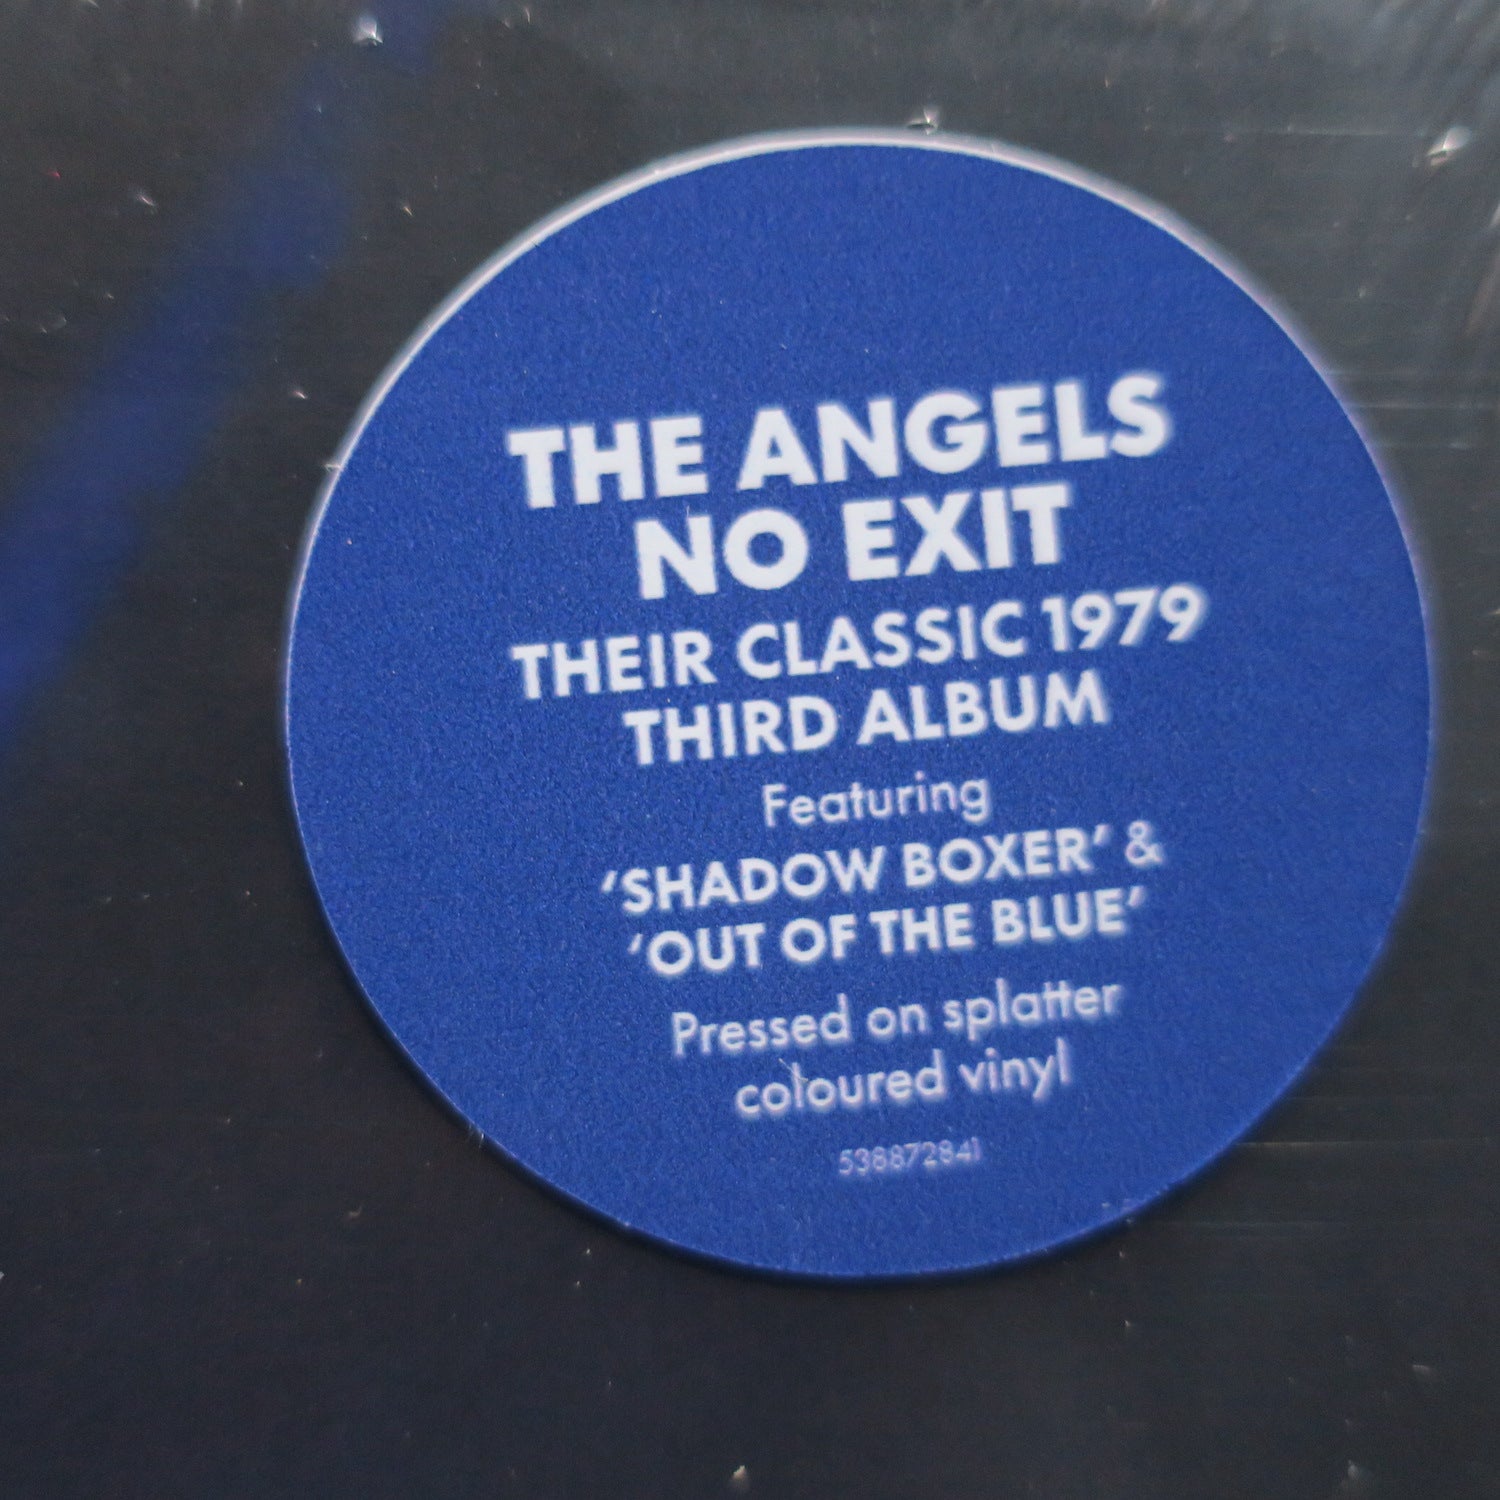 THE ANGELS
NO EXIT
THEIR CLASSIC 1979
THIRD ALBUM
Featuring
‘SHADOW BOXER’ &
‘OUT OF THE BLUE’
Pressed on splatter
coloured vinyl
538872841